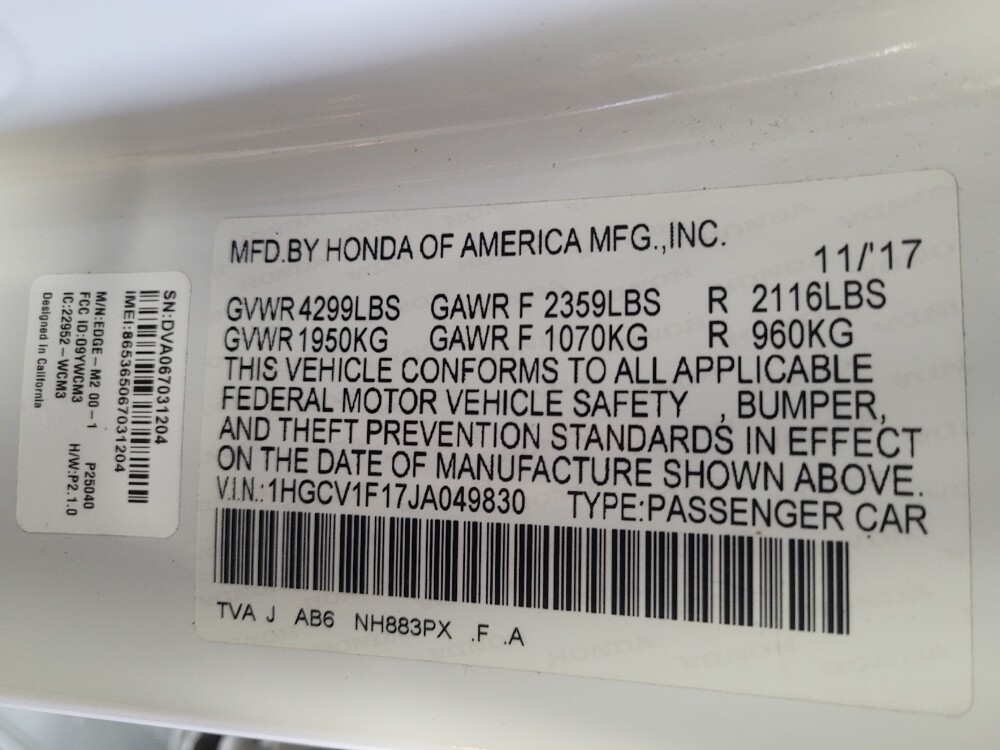 MFD.BY HONDA OF AMERICA MFG.,INC.
11/'17
GVWR 4299LBS GAWR F 2359LBS R 2116LBS
GVWR 1950KG GAWR F 1070KG R 960KG
THIS VEHICLE CONFORMS TO ALL APPLICABLE
FEDERAL MOTOR VEHICLE SAFETY , BUMPER,
AND THEFT PREVENTION STANDARDS IN EFFECT
ON THE DATE OF MANUFACTURE SHOWN ABOVE.
V.I.N.:1HGCV1F17JA049830 TYPE:PASSENGER CAR
TVA J AB6 NH883PX .F .A
SN:DVA067031204
IMEI:865365067031204
M/N:EDGE-M2 00-1 P25040
FCC ID:09YWCM3 H/W:P2.1.0
IC:22952-WCM3
Designed in California
HONDA HONDA HONDA